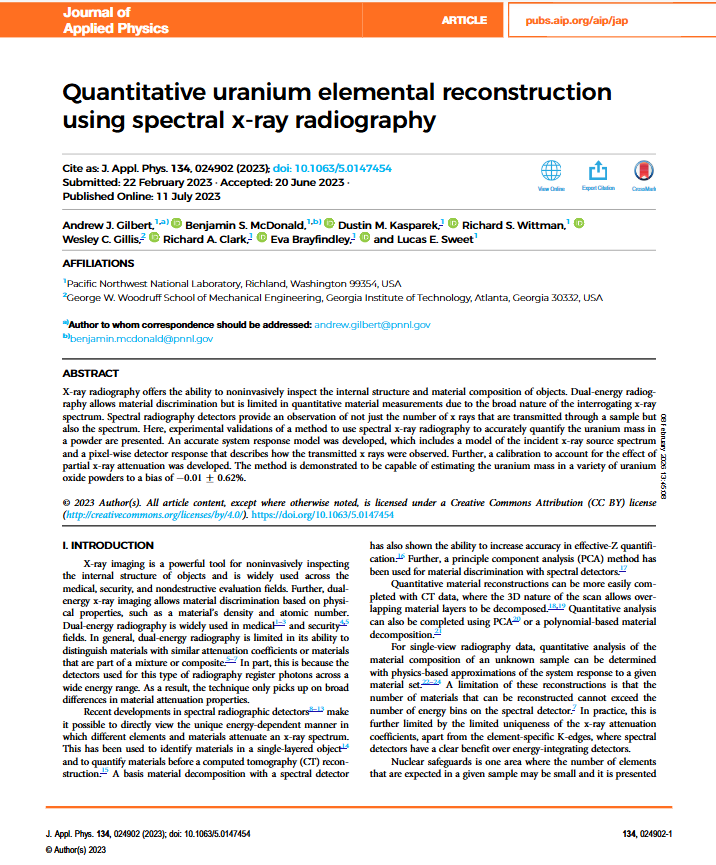 Journal of
Applied Physics
ARTICLE
pubs.aip.org/aip/jap
Quantitative uranium elemental reconstruction
using spectral x-ray radiography
Cite as: J. Appl. Phys. 134, 024902 (2023); doi: 10.1063/5.0147454
Submitted: 22 February 2023 · Accepted: 20 June 2023 ·
Published Online: 11 July 2023
View Online
Export Citation
CrossMark
Andrew J. Gilbert,1,a) Benjamin S. McDonald,1,b) Dustin M. Kasparek,1 Richard S. Wittman,1
Wesley C. Gillis,2 Richard A. Clark,1 Eva Brayfindley,1 and Lucas E. Sweet1
AFFILIATIONS
1Pacific Northwest National Laboratory, Richland, Washington 99354, USA
2George W. Woodruff School of Mechanical Engineering, Georgia Institute of Technology, Atlanta, Georgia 30332, USA
a)Author to whom correspondence should be addressed: andrew.gilbert@pnnl.gov
b)benjamin.mcdonald@pnnl.gov
ABSTRACT
X-ray radiography offers the ability to noninvasively inspect the internal structure and material composition of objects. Dual-energy radiog-
raphy allows material discrimination but is limited in quantitative material measurements due to the broad nature of the interrogating x-ray
spectrum. Spectral radiography detectors provide an observation of not just the number of x rays that are transmitted through a sample but
also the spectrum. Here, experimental validations of a method to use spectral x-ray radiography to accurately quantify the uranium mass in
a powder are presented. An accurate system response model was developed, which includes a model of the incident x-ray source spectrum
and a pixel-wise detector response that describes how the transmitted x rays were observed. Further, a calibration to account for the effect of
partial x-ray attenuation was developed. The method is demonstrated to be capable of estimating the uranium mass in a variety of uranium
oxide powders to a bias of −0.01 ± 0.62%.
© 2023 Author(s). All article content, except where otherwise noted, is licensed under a Creative Commons Attribution (CC BY) license
(http://creativecommons.org/licenses/by/4.0/). https://doi.org/10.1063/5.0147454
I. INTRODUCTION
X-ray imaging is a powerful tool for noninvasively inspecting
the internal structure of objects and is widely used across the
medical, security, and nondestructive evaluation fields. Further, dual-
energy x-ray imaging allows material discrimination based on physi-
cal properties, such as a material's density and atomic number.
Dual-energy radiography is widely used in medical1–3 and security4,5
fields. In general, dual-energy radiography is limited in its ability to
distinguish materials with similar attenuation coefficients or materials
that are part of a mixture or composite.5–7 In part, this is because the
detectors used for this type of radiography register photons across a
wide energy range. As a result, the technique only picks up on broad
differences in material attenuation properties.
Recent developments in spectral radiographic detectors8–13 make
it possible to directly view the unique energy-dependent manner in
which different elements and materials attenuate an x-ray spectrum.
This has been used to identify materials in a single-layered object14
and to quantify materials before a computed tomography (CT) recon-
struction.15 A basis material decomposition with a spectral detector
has also shown the ability to increase accuracy in effective-Z quantifi-
cation.16 Further, a principle component analysis (PCA) method has
been used for material discrimination with spectral detectors.17
Quantitative material reconstructions can be more easily com-
pleted with CT data, where the 3D nature of the scan allows over-
lapping material layers to be decomposed.18,19 Quantitative analysis
can also be completed using PCA20 or a polynomial-based material
decomposition.21
For single-view radiography data, quantitative analysis of the
material composition of an unknown sample can be determined
with physics-based approximations of the system response to a given
material set.22–24 A limitation of these reconstructions is that the
number of materials that can be reconstructed cannot exceed the
number of energy bins on the spectral detector.7 In practice, this is
further limited by the limited uniqueness of the x-ray attenuation
coefficients, apart from the element-specific K-edges, where spectral
detectors have a clear benefit over energy-integrating detectors.
Nuclear safeguards is one area where the number of elements
that are expected in a given sample may be small and it is presented
08 February 2026 13:45:08
J. Appl. Phys. 134, 024902 (2023); doi: 10.1063/5.0147454
134, 024902-1
© Author(s) 2023